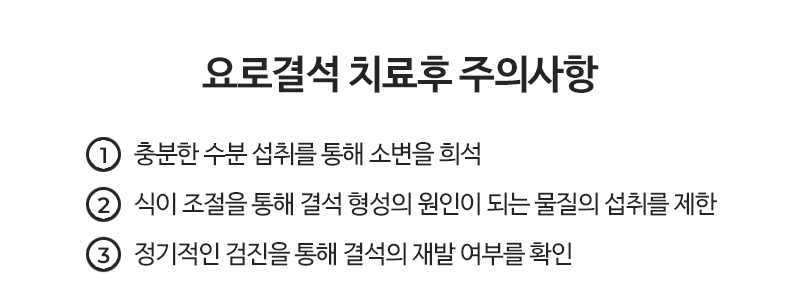 요로결석 치료후 주의사항
1 충분한 수분 섭취를 통해 소변을 희석
2 식이 조절을 통해 결석 형성의 원인이 되는 물질의 섭취를 제한
3 정기적인 검진을 통해 결석의 재발 여부를 확인